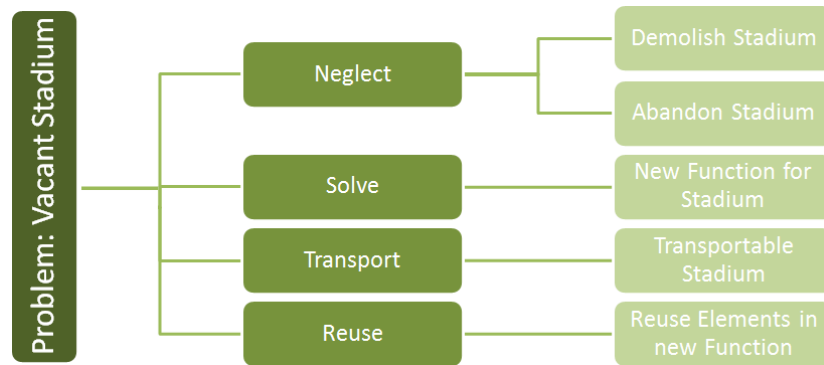 Problem: Vacant Stadium
Neglect
Demolish Stadium
Abandon Stadium
Solve
New Function for
Stadium
Transport
Transportable
Stadium
Reuse
Reuse Elements in
new Function